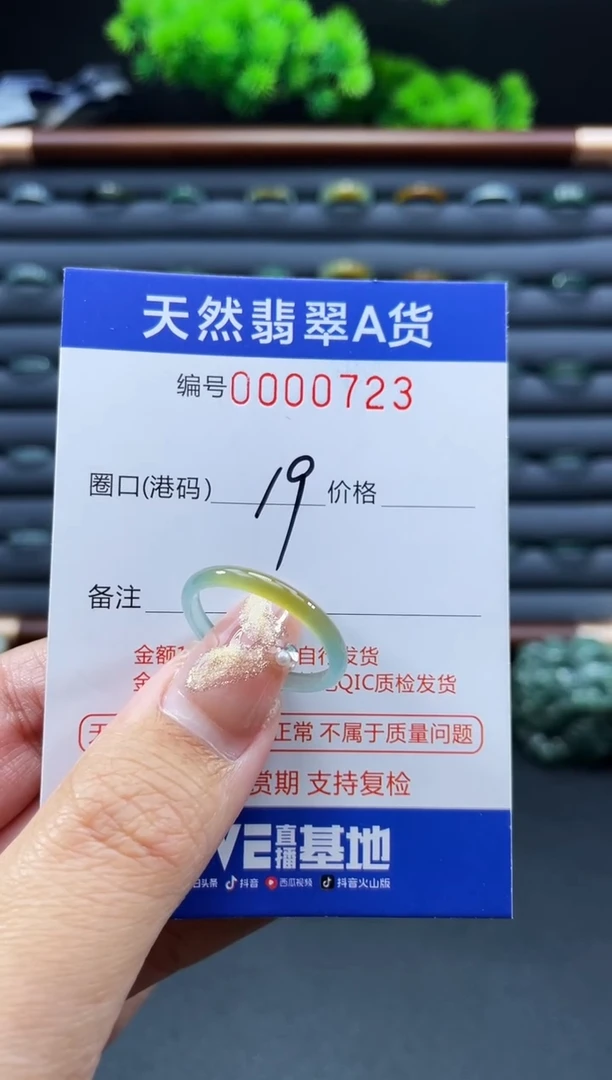 天然翡翠A货
编号0000723
圈口(港码) 19 价格
备注
金额 自行发货
金 QIC质检发货
正常 不属于质量问题
赏期 支持复检
VE直播基地
头条 抖音 西瓜视频 抖音火山版